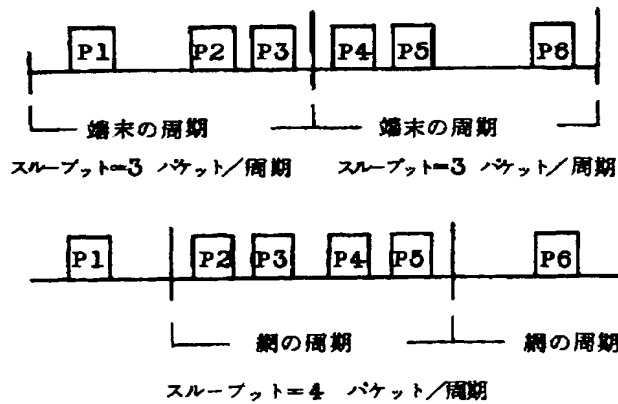 P1 P2 P3 P4 P5 P6
端末の周期 端末の周期
スループット=3 パケット/周期 スループット=3 パケット/周期
P1 P2 P3 P4 P5 P6
網の周期 網の周期
スループット=4 パケット/周期